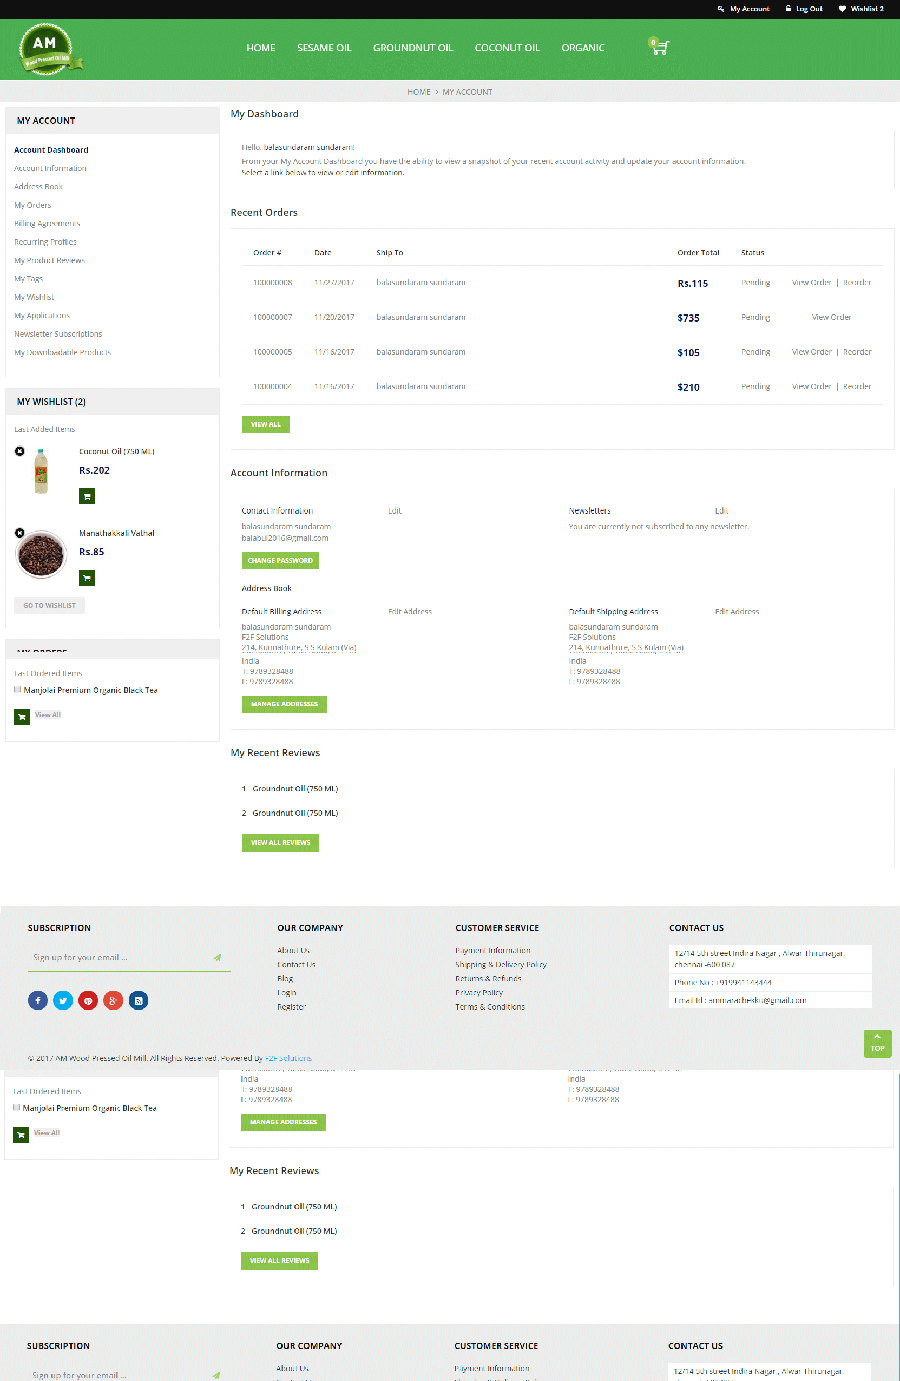 My Account Log Out Wishlist 2
AM
Wood Pressed Oil Mill
HOME SESAME OIL GROUNDNUT OIL COCONUT OIL ORGANIC 0
HOME > MY ACCOUNT
MY ACCOUNT
Account Dashboard
Account Information
Address Book
My Orders
Billing Agreements
Recurring Profiles
My Product Reviews
My Tags
My Wishlist
My Applications
Newsletter Subscriptions
My Downloadable Products
MY WISHLIST (2)
Last Added Items
Coconut Oil (750 ML)
Rs.202
Manathakkali Vathal
Rs.85
GO TO WISHLIST
MY ORDERS
Last Ordered Items
Manjolai Premium Organic Black Tea
View All
My Dashboard
Hello, balasundaram sundaram!
From your My Account Dashboard you have the ability to view a snapshot of your recent account activity and update your account information.
Select a link below to view or edit information.
Recent Orders
Order # Date Ship To Order Total Status
100000008 11/27/2017 balasundaram sundaram Rs.115 Pending View Order | Reorder
100000007 11/20/2017 balasundaram sundaram $735 Pending View Order
100000005 11/16/2017 balasundaram sundaram $105 Pending View Order | Reorder
100000004 11/16/2017 balasundaram sundaram $210 Pending View Order | Reorder
VIEW ALL
Account Information
Contact Information Edit Newsletters Edit
balasundaram sundaram You are currently not subscribed to any newsletter.
balabul2016@gmail.com
CHANGE PASSWORD
Address Book
Default Billing Address Edit Address Default Shipping Address Edit Address
balasundaram sundaram balasundaram sundaram
F2F Solutions F2F Solutions
214, Kunnathure, S S Kulam (Via) 214, Kunnathure, S S Kulam (Via)
India India
T: 9789328488 T: 9789328488
F: 9789328488 F: 9789328488
MANAGE ADDRESSES
My Recent Reviews
1 Groundnut Oil (750 ML)
2 Groundnut Oil (750 ML)
VIEW ALL REVIEWS
SUBSCRIPTION OUR COMPANY CUSTOMER SERVICE CONTACT US
Sign up for your email ...
About Us
Contact Us
Blog
Login
Register
Payment Information
Shipping & Delivery Policy
Returns & Refunds
Privacy Policy
Terms & Conditions
12/14 5th street Indira Nagar , Alwar Thirunagar,
chennai -600 087
Phone No : +919941143444
Email Id : ammarachekku@gmail.com
TOP
© 2017 AM Wood Pressed Oil Mill. All Rights Reserved. Powered By F2F Solutions
Last Ordered Items
Manjolai Premium Organic Black Tea
View All
India India
T: 9789328488 T: 9789328488
F: 9789328488 F: 9789328488
MANAGE ADDRESSES
My Recent Reviews
1 Groundnut Oil (750 ML)
2 Groundnut Oil (750 ML)
VIEW ALL REVIEWS
SUBSCRIPTION OUR COMPANY CUSTOMER SERVICE CONTACT US
Sign up for your email ... About Us Payment Information 12/14 5th street Indira Nagar , Alwar Thirunagar,